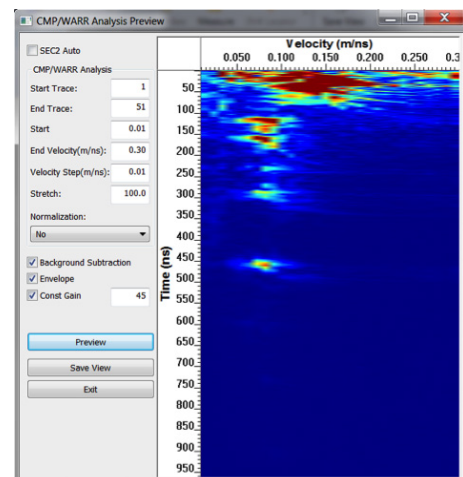 CMP/WARR Analysis Preview
SEC2 Auto
CMP/WARR Analysis
Start Trace: 1
End Trace: 51
Start 0.01
End Velocity(m/ns): 0.30
Velocity Step(m/ns): 0.01
Stretch: 100.0
Normalization:
No
Background Subtraction
Envelope
Const Gain 45
Preview
Save View
Exit
Velocity (m/ns)
0.050 0.100 0.150 0.200 0.250 0.3
Time (ns)
50
100
150
200
250
300
350
400
450
500
550
600
650
700
750
800
850
900
950